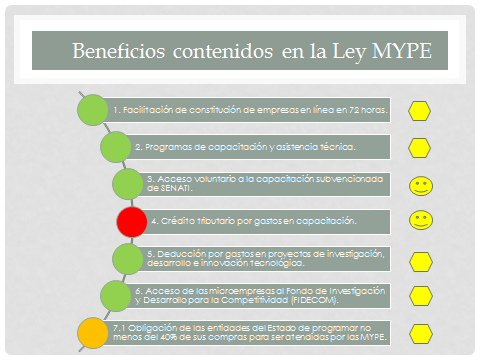 Beneficios contenidos en la Ley MYPE
1. Facilitación de constitución de empresas en línea en 72 horas.
2. Programas de capacitación y asistencia técnica.
3. Acceso voluntario a la capacitación subvencionada
de SENATI.
4. Crédito tributario por gastos en capacitación.
5. Deducción por gastos en proyectos de investigación,
desarrollo e innovación tecnológica.
6. Acceso de las microempresas al Fondo de Investigación
y Desarrollo para la Competitividad (FIDECOM).
7.1 Obligación de las entidades del Estado de programar no
menos del 40% de sus compras para ser atendidas por las MYPE.